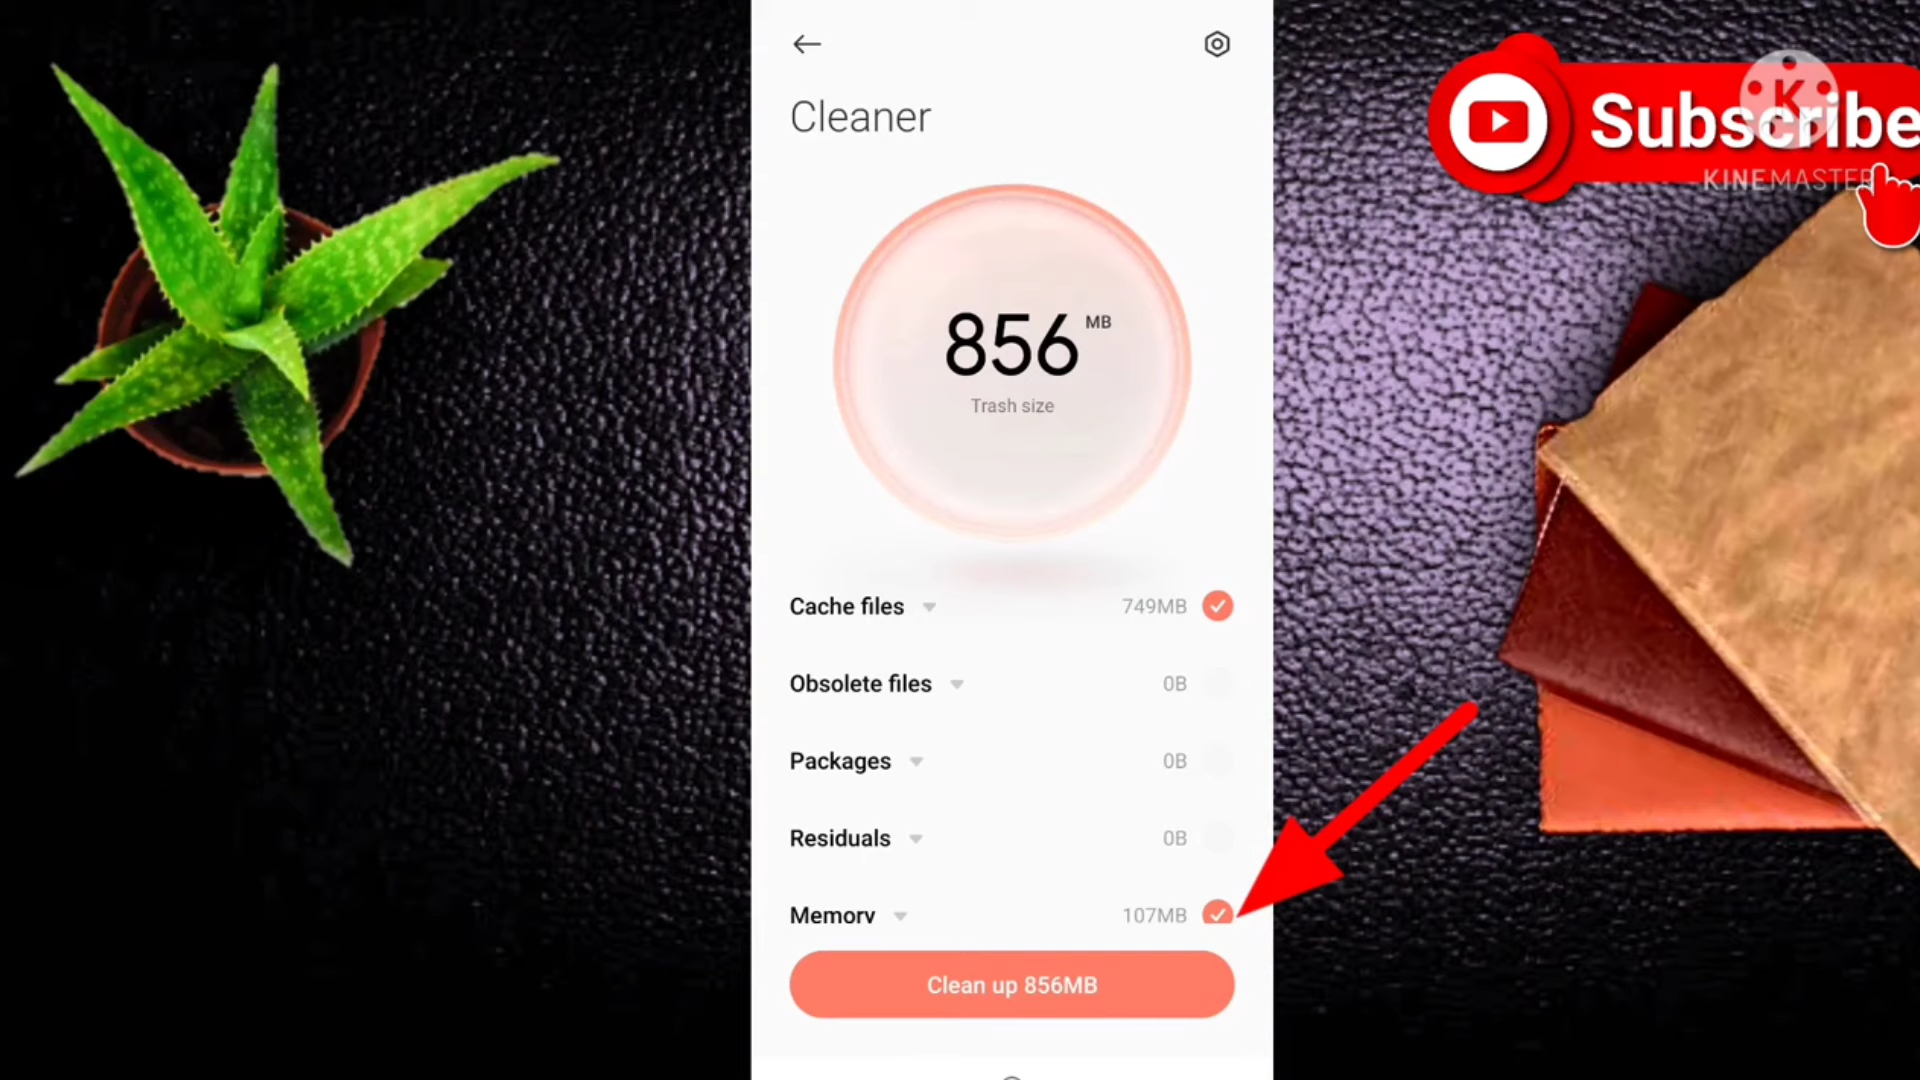 Cleaner
856 MB
Trash size
Cache files 749MB
Obsolete files 0B
Packages 0B
Residuals 0B
Memory 107MB
Clean up 856MB
Subscribe
K
KINEMASTER